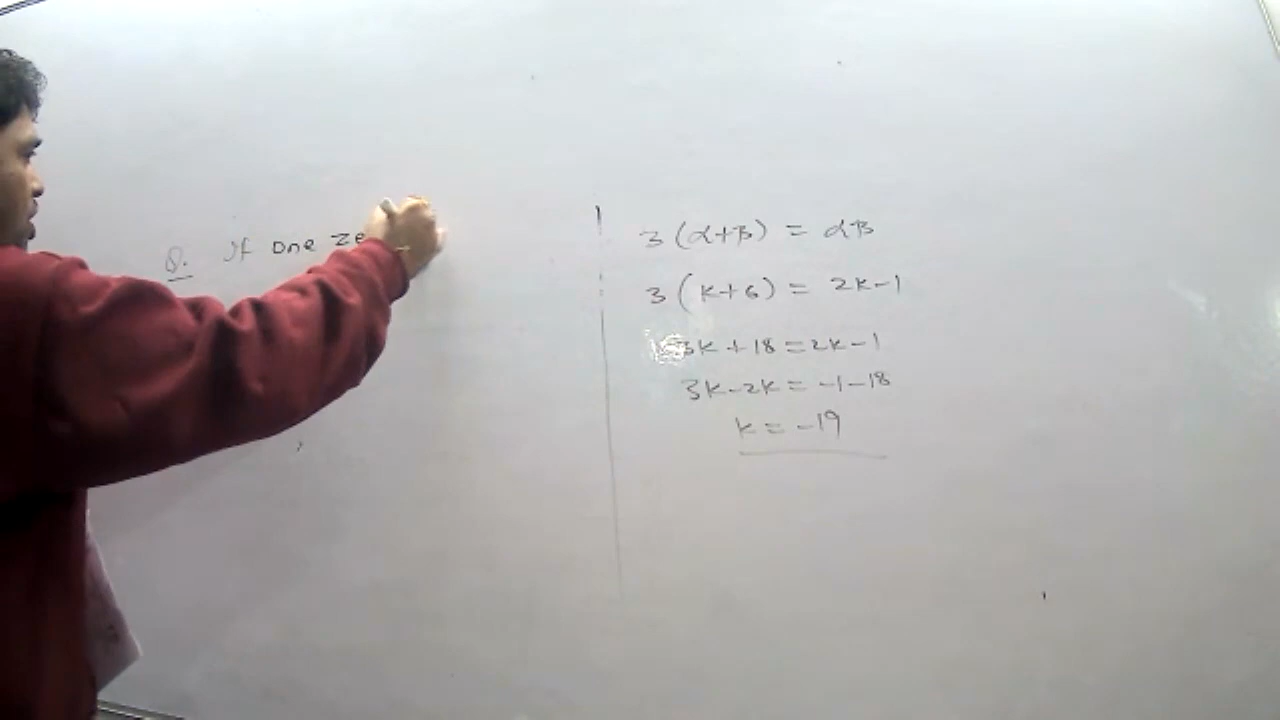 Q. If one ze
3(α+β) = αβ
3(k+6) = 2k-1
3k+18=2k-1
3k-2k=-1-18
k=-19